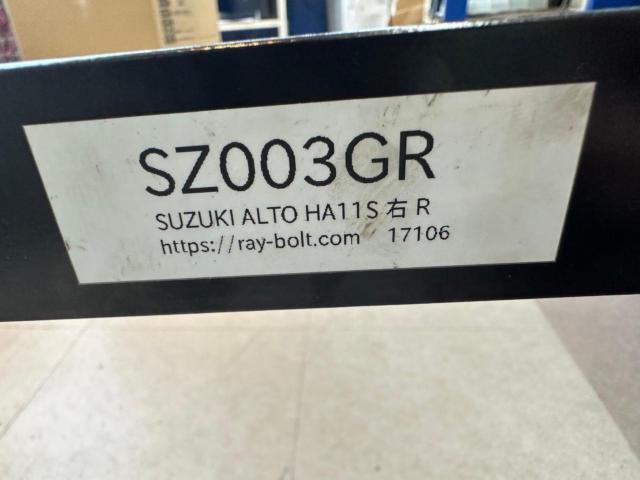 SZ003GR
SUZUKI ALTO HA11S 右 R
https://ray-bolt.com 17106